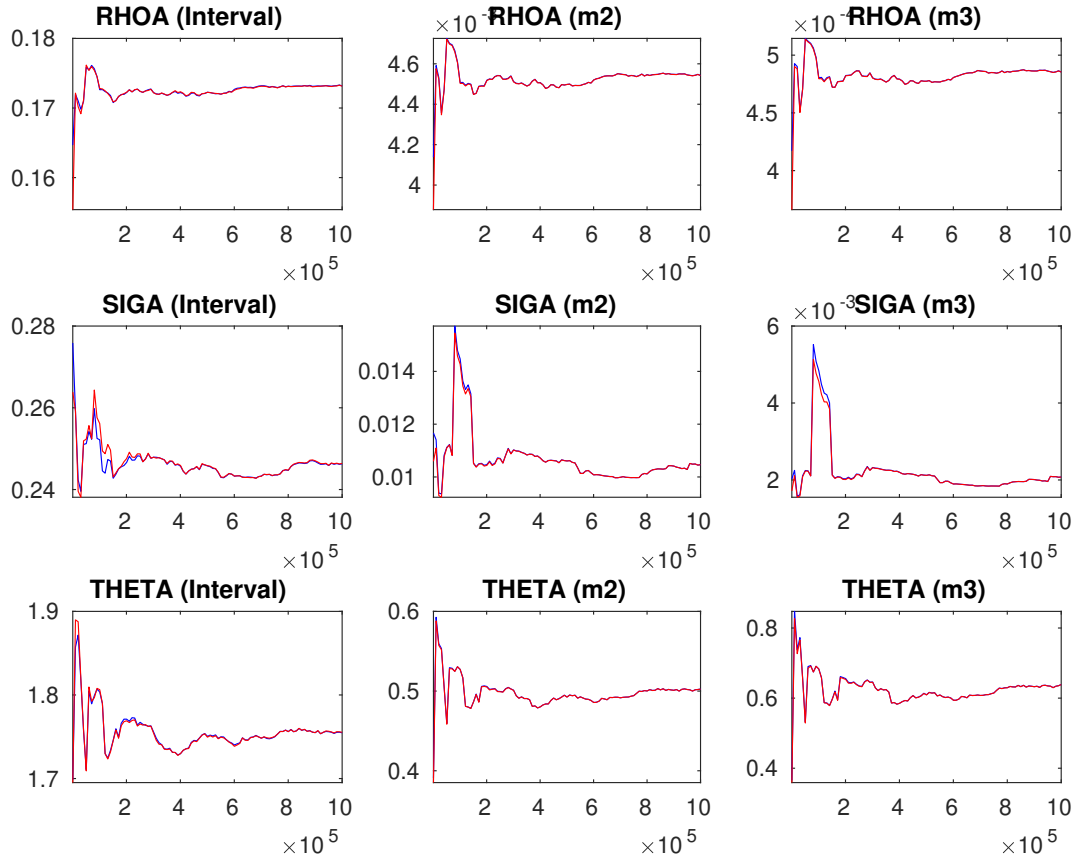 RHOA (Interval)
0.18
0.17
0.16
2 4 6 8 10
×10 5
×10 -3 RHOA (m2)
4.6
4.4
4.2
4
2 4 6 8 10
×10 5
×10 -4 RHOA (m3)
5
4.5
4
2 4 6 8 10
×10 5
SIGA (Interval)
0.28
0.26
0.24
2 4 6 8 10
×10 5
SIGA (m2)
0.014
0.012
0.01
2 4 6 8 10
×10 5
×10 -3 SIGA (m3)
6
4
2
2 4 6 8 10
×10 5
THETA (Interval)
1.9
1.8
1.7
2 4 6 8 10
×10 5
THETA (m2)
0.6
0.5
0.4
2 4 6 8 10
×10 5
THETA (m3)
0.8
0.6
0.4
2 4 6 8 10
×10 5